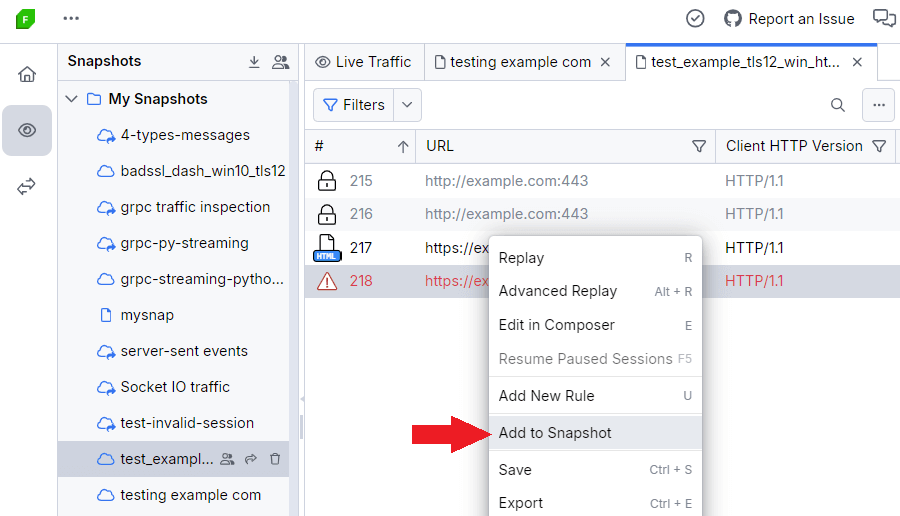 F
Report an Issue
Snapshots
My Snapshots
4-types-messages
badssl_dash_win10_tls12
grpc traffic inspection
grpc-py-streaming
grpc-streaming-pytho...
mysnap
server-sent events
Socket IO traffic
test-invalid-session
test_exampl...
testing example com
Live Traffic
testing example com
test_example_tls12_win_ht...
Filters
# URL Client HTTP Version
215 http://example.com:443 HTTP/1.1
216 http://example.com:443 HTTP/1.1
HTML 217 https://ex HTTP/1.1
218 https://ex HTTP/1.1
Replay R
Advanced Replay Alt + R
Edit in Composer E
Resume Paused Sessions F5
Add New Rule U
Add to Snapshot
Save Ctrl + S
Export Ctrl + E